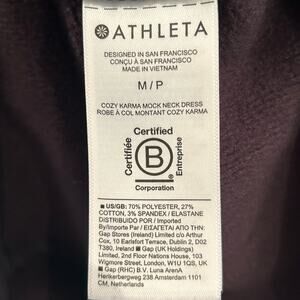 ATHLETA
DESIGNED IN SAN FRANCISCO
CONÇU À SAN FRANCISCO
MADE IN VIETNAM
M / P
COZY KARMA MOCK NECK DRESS
ROBE À COL MONTANT COZY KARMA
Certified
Certifiée
B
Entreprise
Corporation
US/GB: 70% POLYESTER, 27%
COTTON, 3% SPANDEX / ELASTANE
DISTRIBUIDO POR / Imported
By/Importe Par / ΕΙΣΑΓΕΤΑΙ ΑΠΟ ΤΗΝ:
Gap Stores (Ireland) Limited c/o Arthur
Cox, 10 Earlsfort Terrace, Dublin 2, D02
T380, Ireland Gap (UK Holdings)
Limited, 2nd Floor Nations House, 103
Wigmore Street, London, W1U 1QS, UK
Gap (RHC) B.V. Luna ArenA
Herikerbergweg 238 Amsterdam 1101
CM, Netherlands